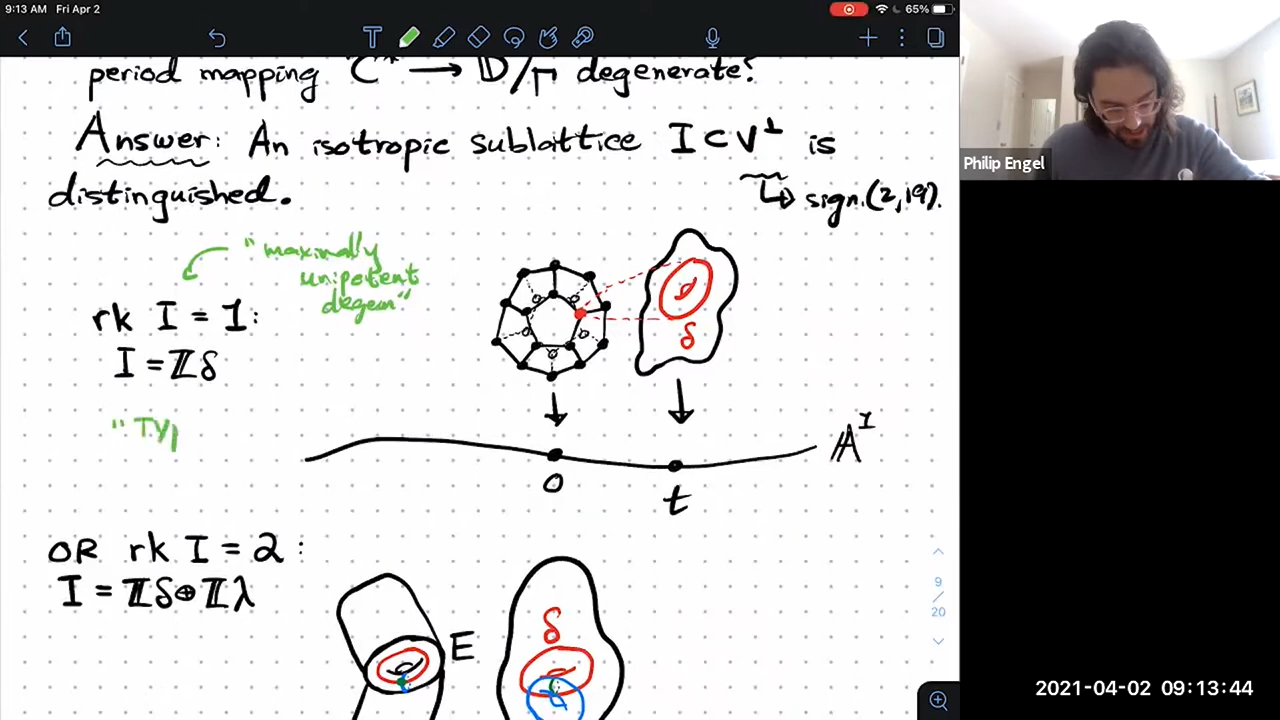 9:13 AM Fri Apr 2
65%
period mapping C* → D/Γ degenerate?
Answer: An isotropic sublattice I ⊂ V^⊥ is
distinguished.
↳ sign.(2,19).
"maximally
unipotent
degen"
rk I = 1:
I = ℤδ
δ
"TYP
𝔸^1
0
t
OR rk I = 2:
I = ℤδ⊕ℤλ
E
δ
9
/
20
Philip Engel
2021-04-02 09:13:44